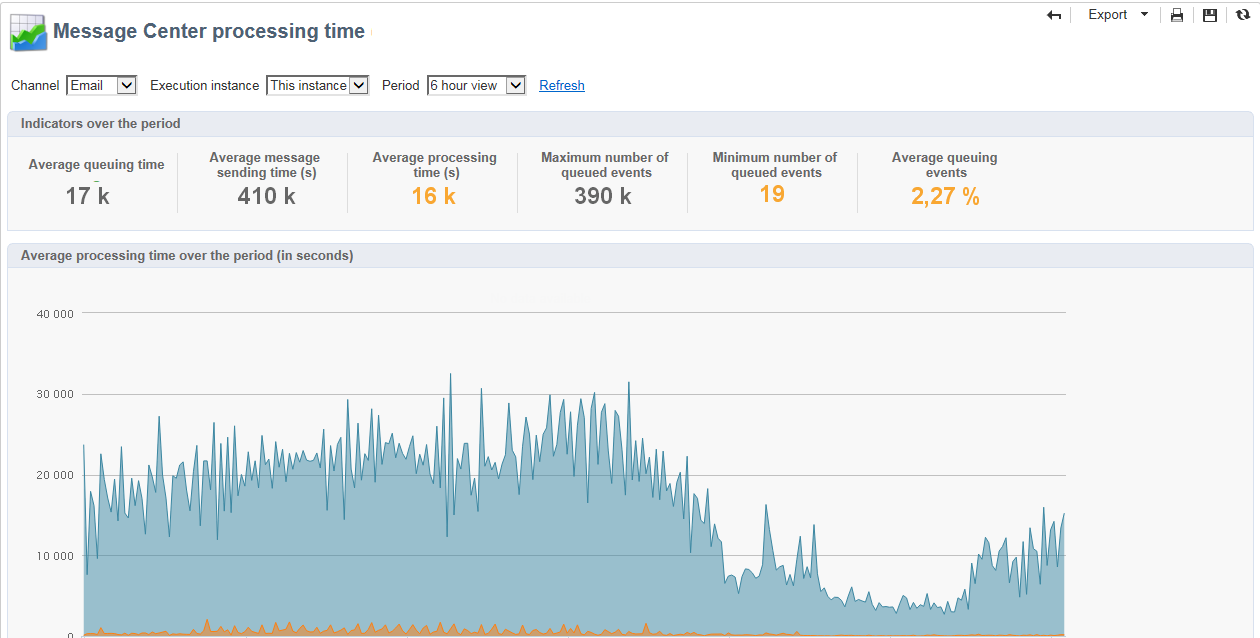 Export
Message Center processing time
Channel Email Execution instance This instance Period 6 hour view Refresh
Indicators over the period
Average queuing time
17 k
Average message
sending time (s)
410 k
Average processing
time (s)
16 k
Maximum number of
queued events
390 k
Minimum number of
queued events
19
Average queuing
events
2,27 %
Average processing time over the period (in seconds)
40 000
30 000
20 000
10 000
0